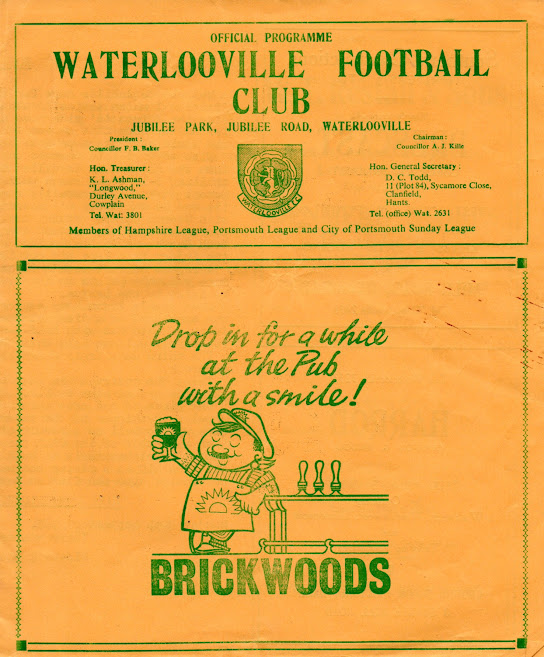 OFFICIAL PROGRAMME
WATERLOOVILLE FOOTBALL
CLUB
JUBILEE PARK, JUBILEE ROAD, WATERLOOVILLE
President :
Councillor F. B. Baker
Hon. Treasurer :
K. L. Ashman,
"Longwood,"
Durley Avenue,
Cowplain
Tel. Wat: 3801
WATERLOOVILLE F.C.
Chairman :
Councillor A. J. Kille
Hon. General Secretary :
D. C. Todd,
11 (Plot 84), Sycamore Close,
Clanfield,
Hants.
Tel. (office) Wat. 2631
Members of Hampshire League, Portsmouth League and City of Portsmouth Sunday League
Drop in for a while
at the Pub
with a smile!
BRICKWOODS